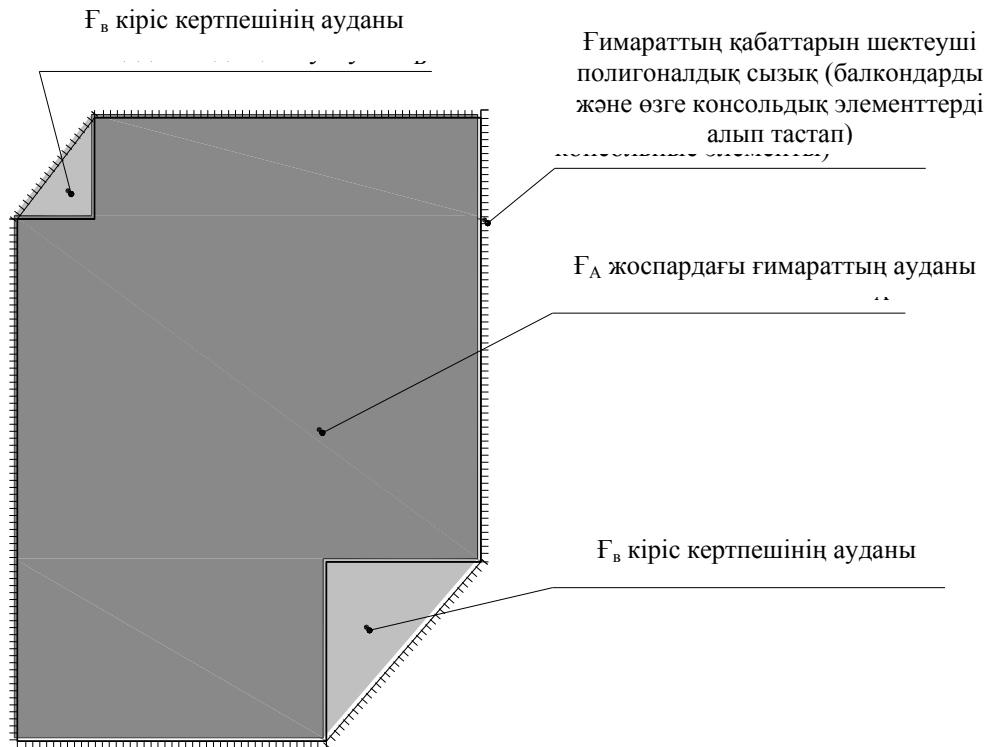 Ғв кіріс кертпешінің ауданы
Ғимараттың қабаттарын шектеуші
полигоналдық сызық (балкондарды
және өзге консольдық элементтерді
алып тастап)
ҒА жоспардағы ғимараттың ауданы
Ғв кіріс кертпешінің ауданы